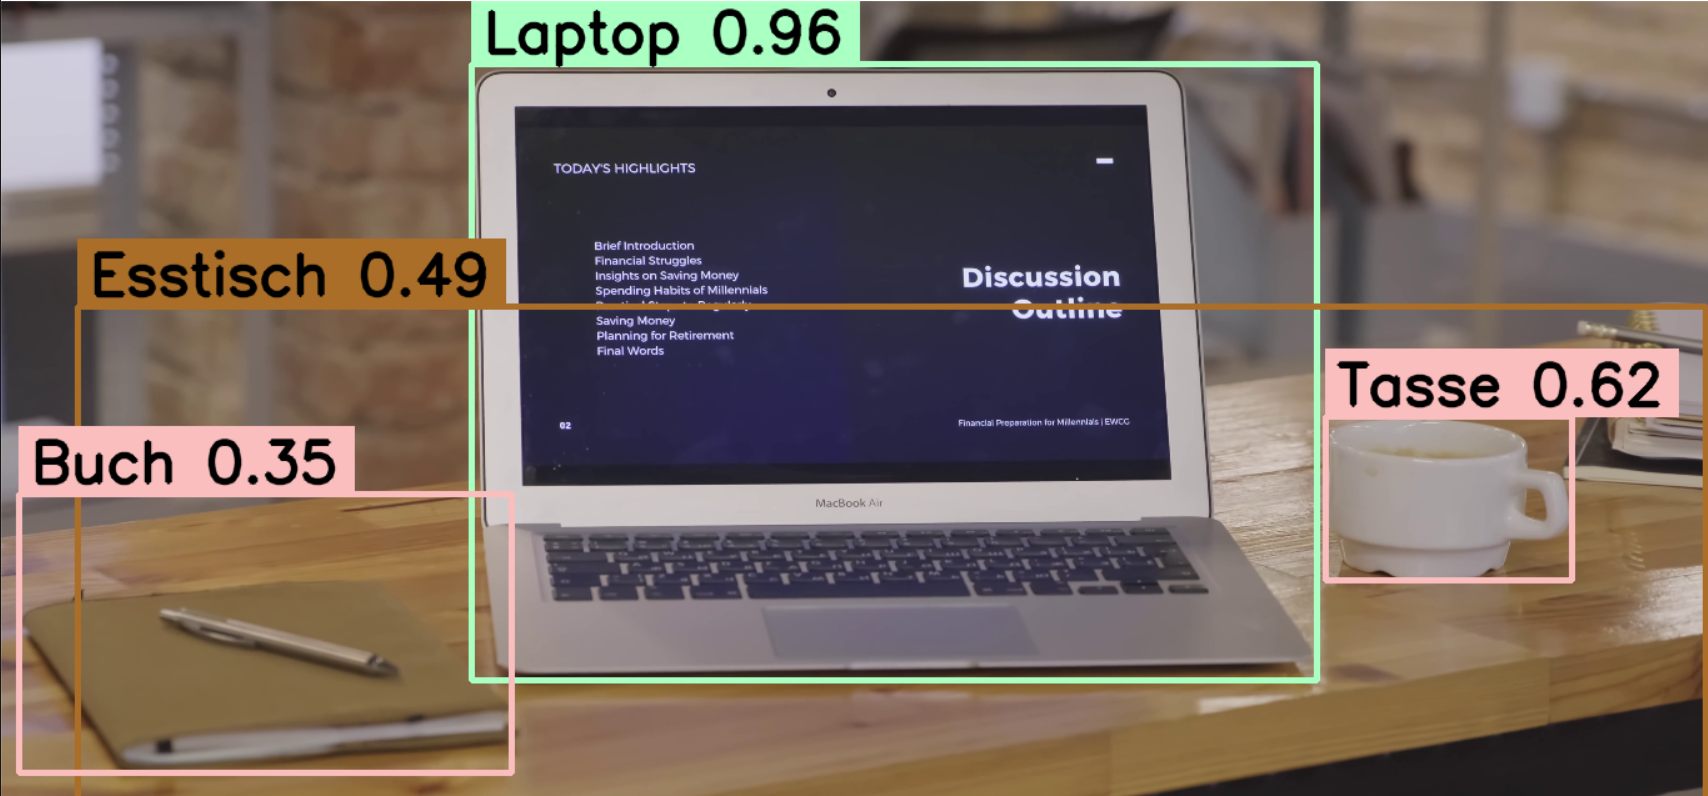 Laptop 0.96
TODAY'S HIGHLIGHTS
Esstisch 0.49
Brief Introduction
Financial Struggles
Insights on Saving Money
Spending Habits of Millennials
Saving Money
Planning for Retirement
Final Words
Discussion
Outline
Tasse 0.62
02
Financial Preparation for Millennials | EWCG
Buch 0.35
MacBook Air